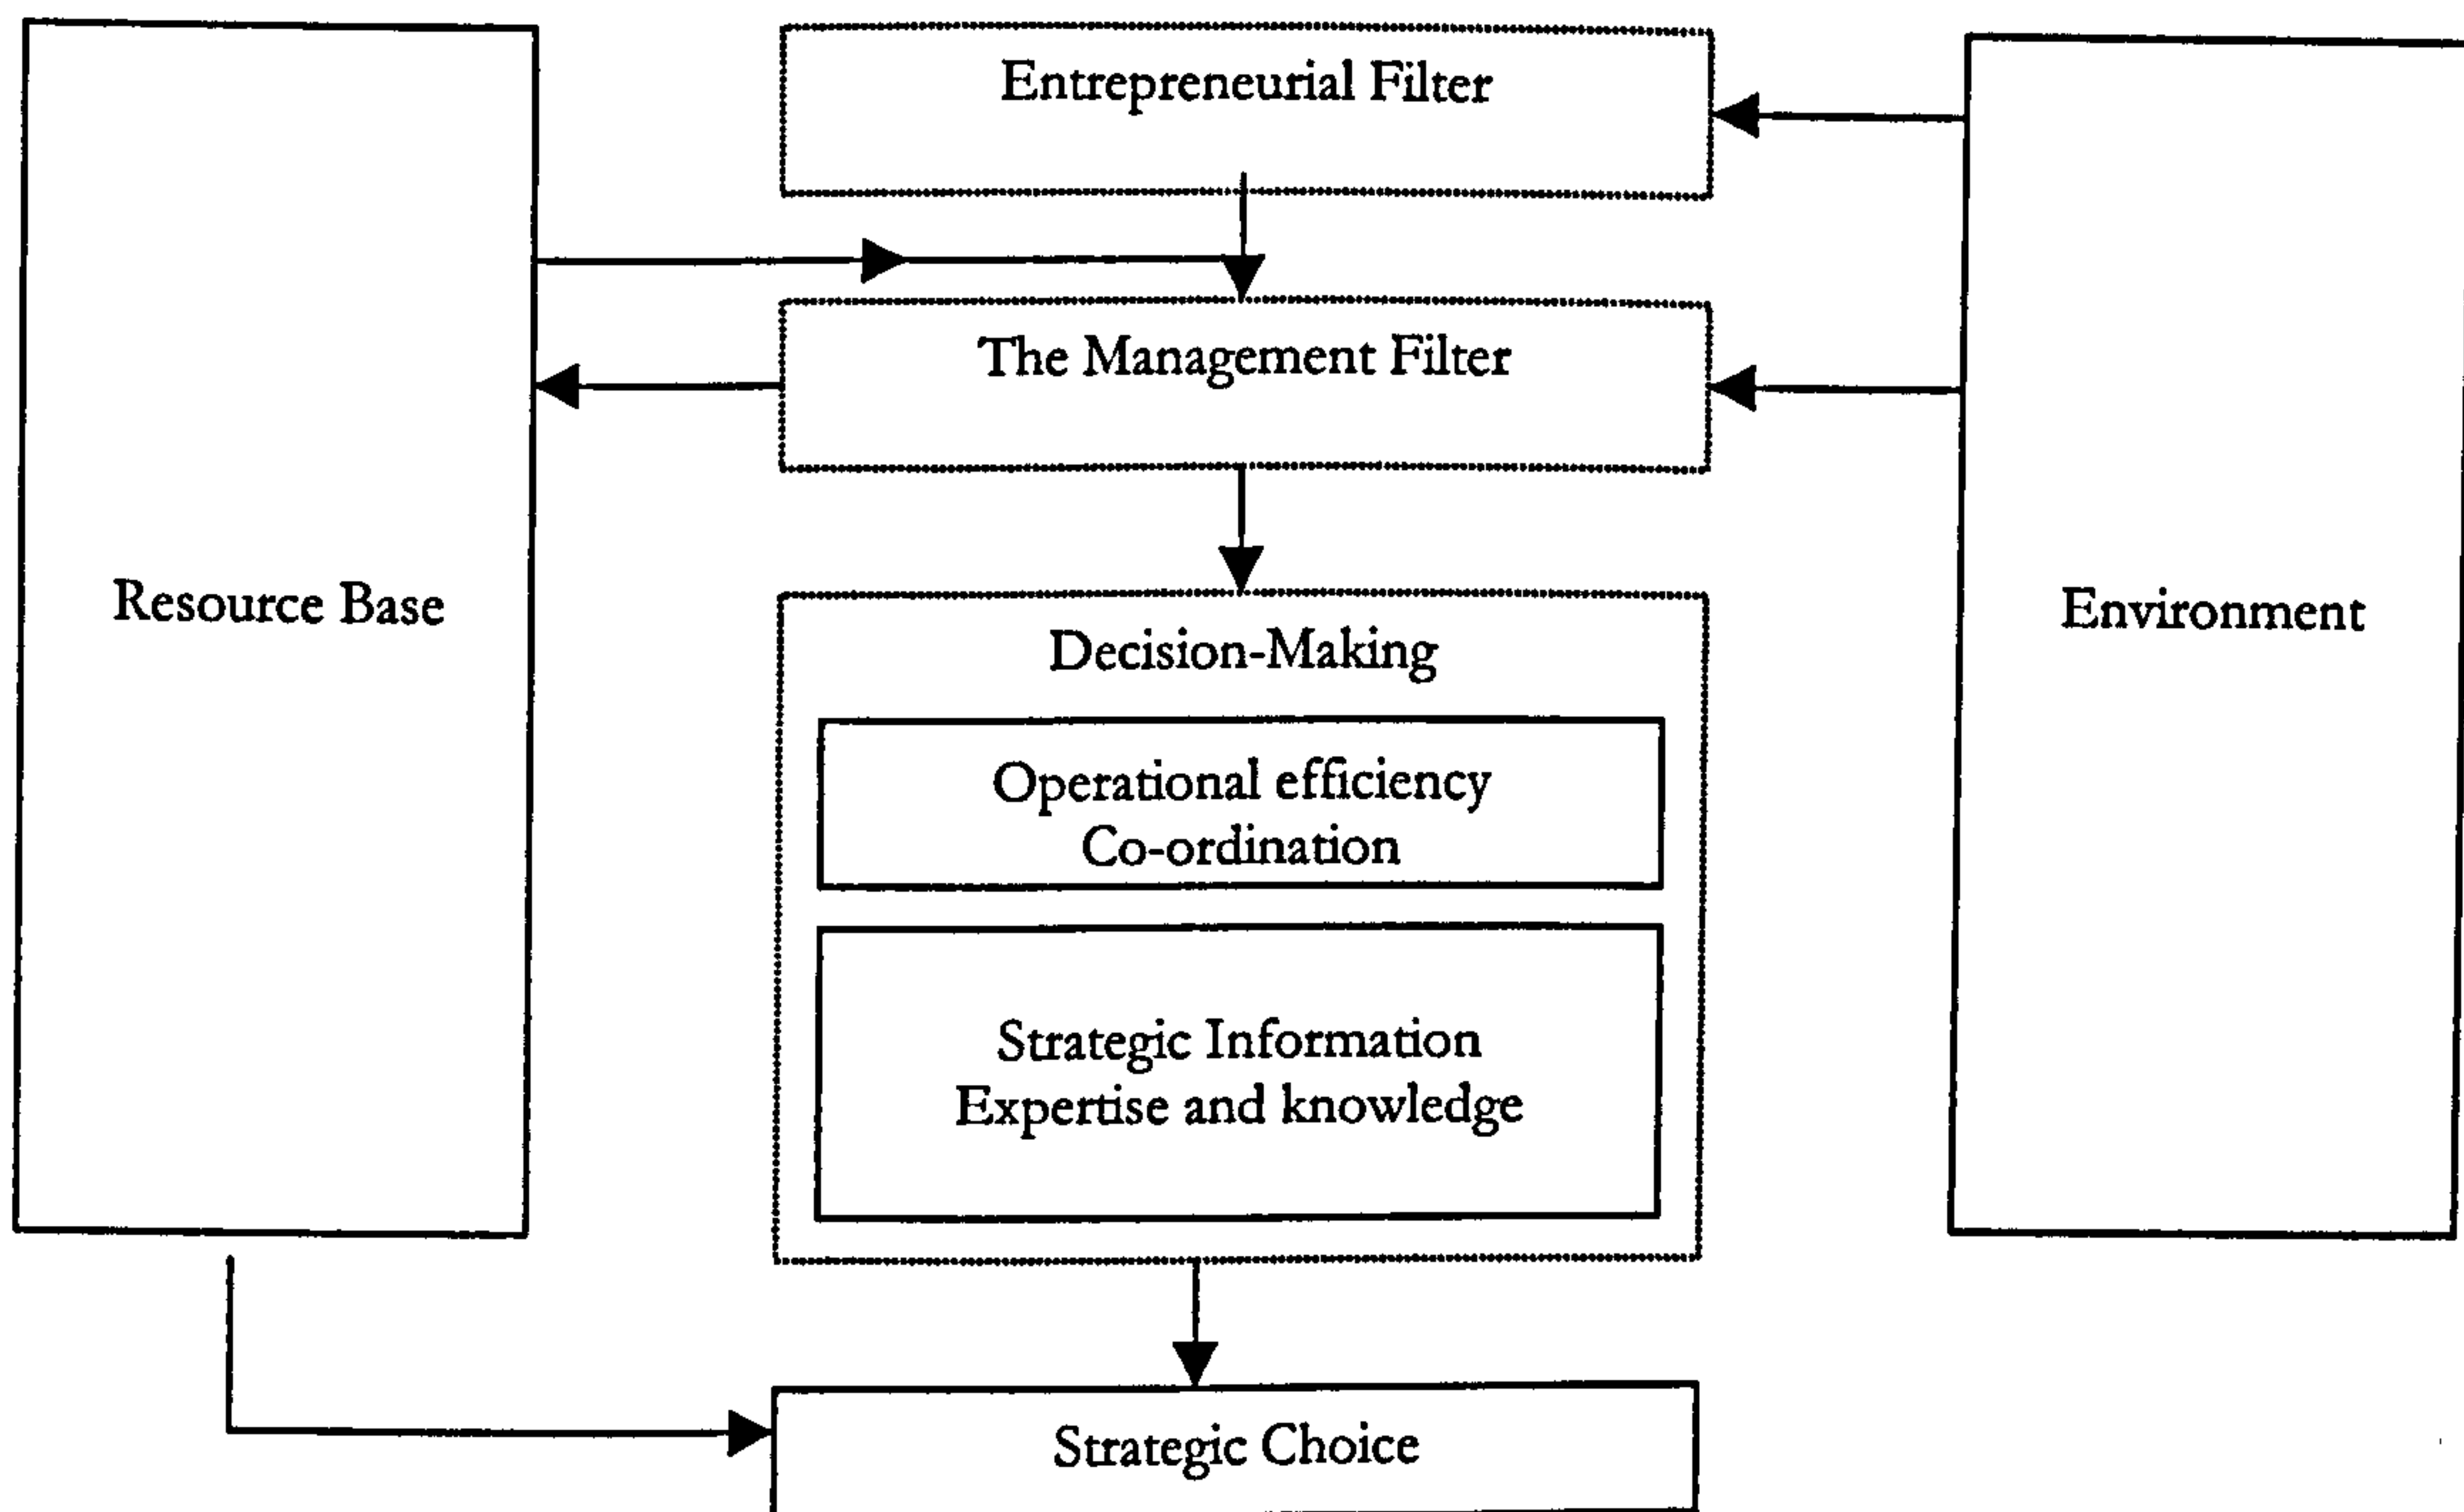 Entrepreneurial Filter
The Management Filter
Resource Base
Environment
Decision-Making
Operational efficiency
Co-ordination
Strategic Information
Expertise and knowledge
Strategic Choice